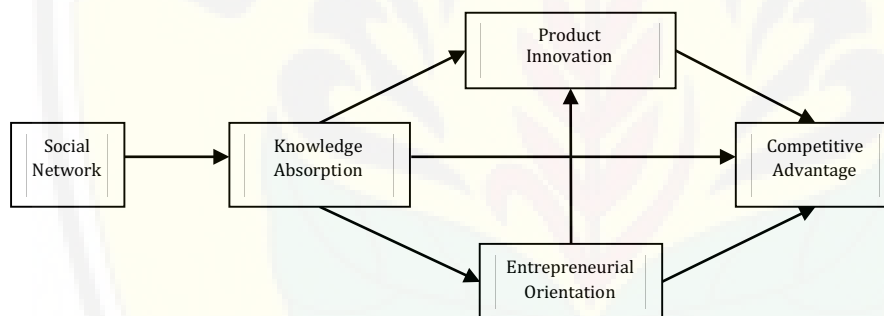 Product
Innovation
Social
Network
Knowledge
Absorption
Competitive
Advantage
Entrepreneurial
Orientation